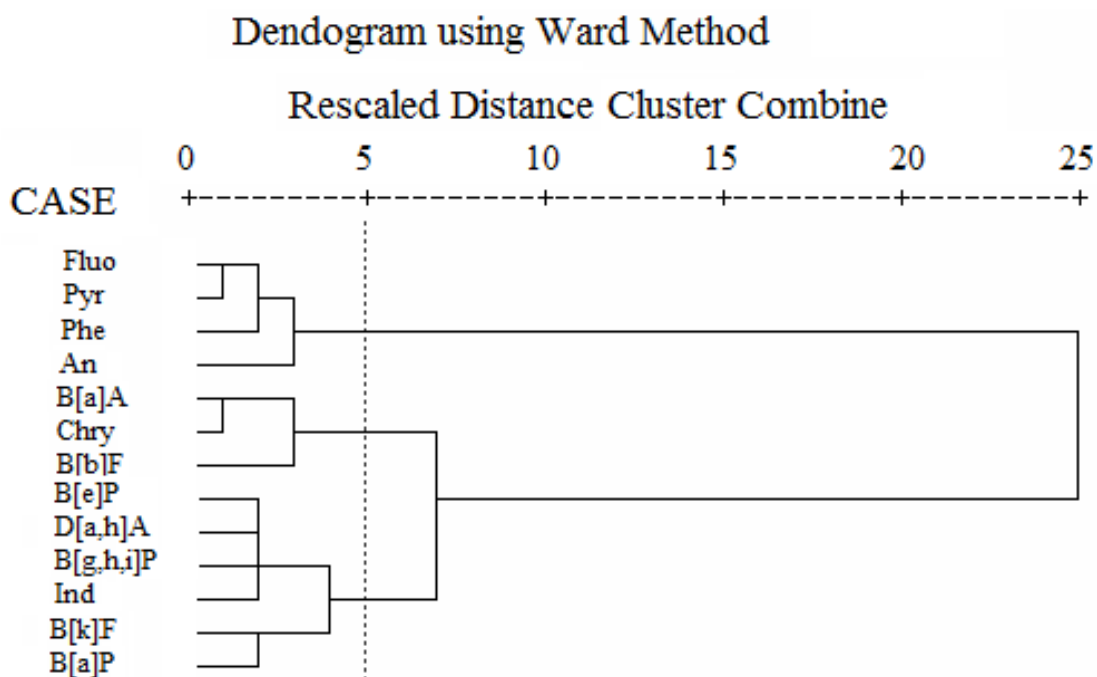 Dendogram using Ward Method
Rescaled Distance Cluster Combine
0 5 10 15 20 25
CASE
Fluo
Pyr
Phe
An
B[a]A
Chry
B[b]F
B[e]P
D[a,h]A
B[g,h,i]P
Ind
B[k]F
B[a]P